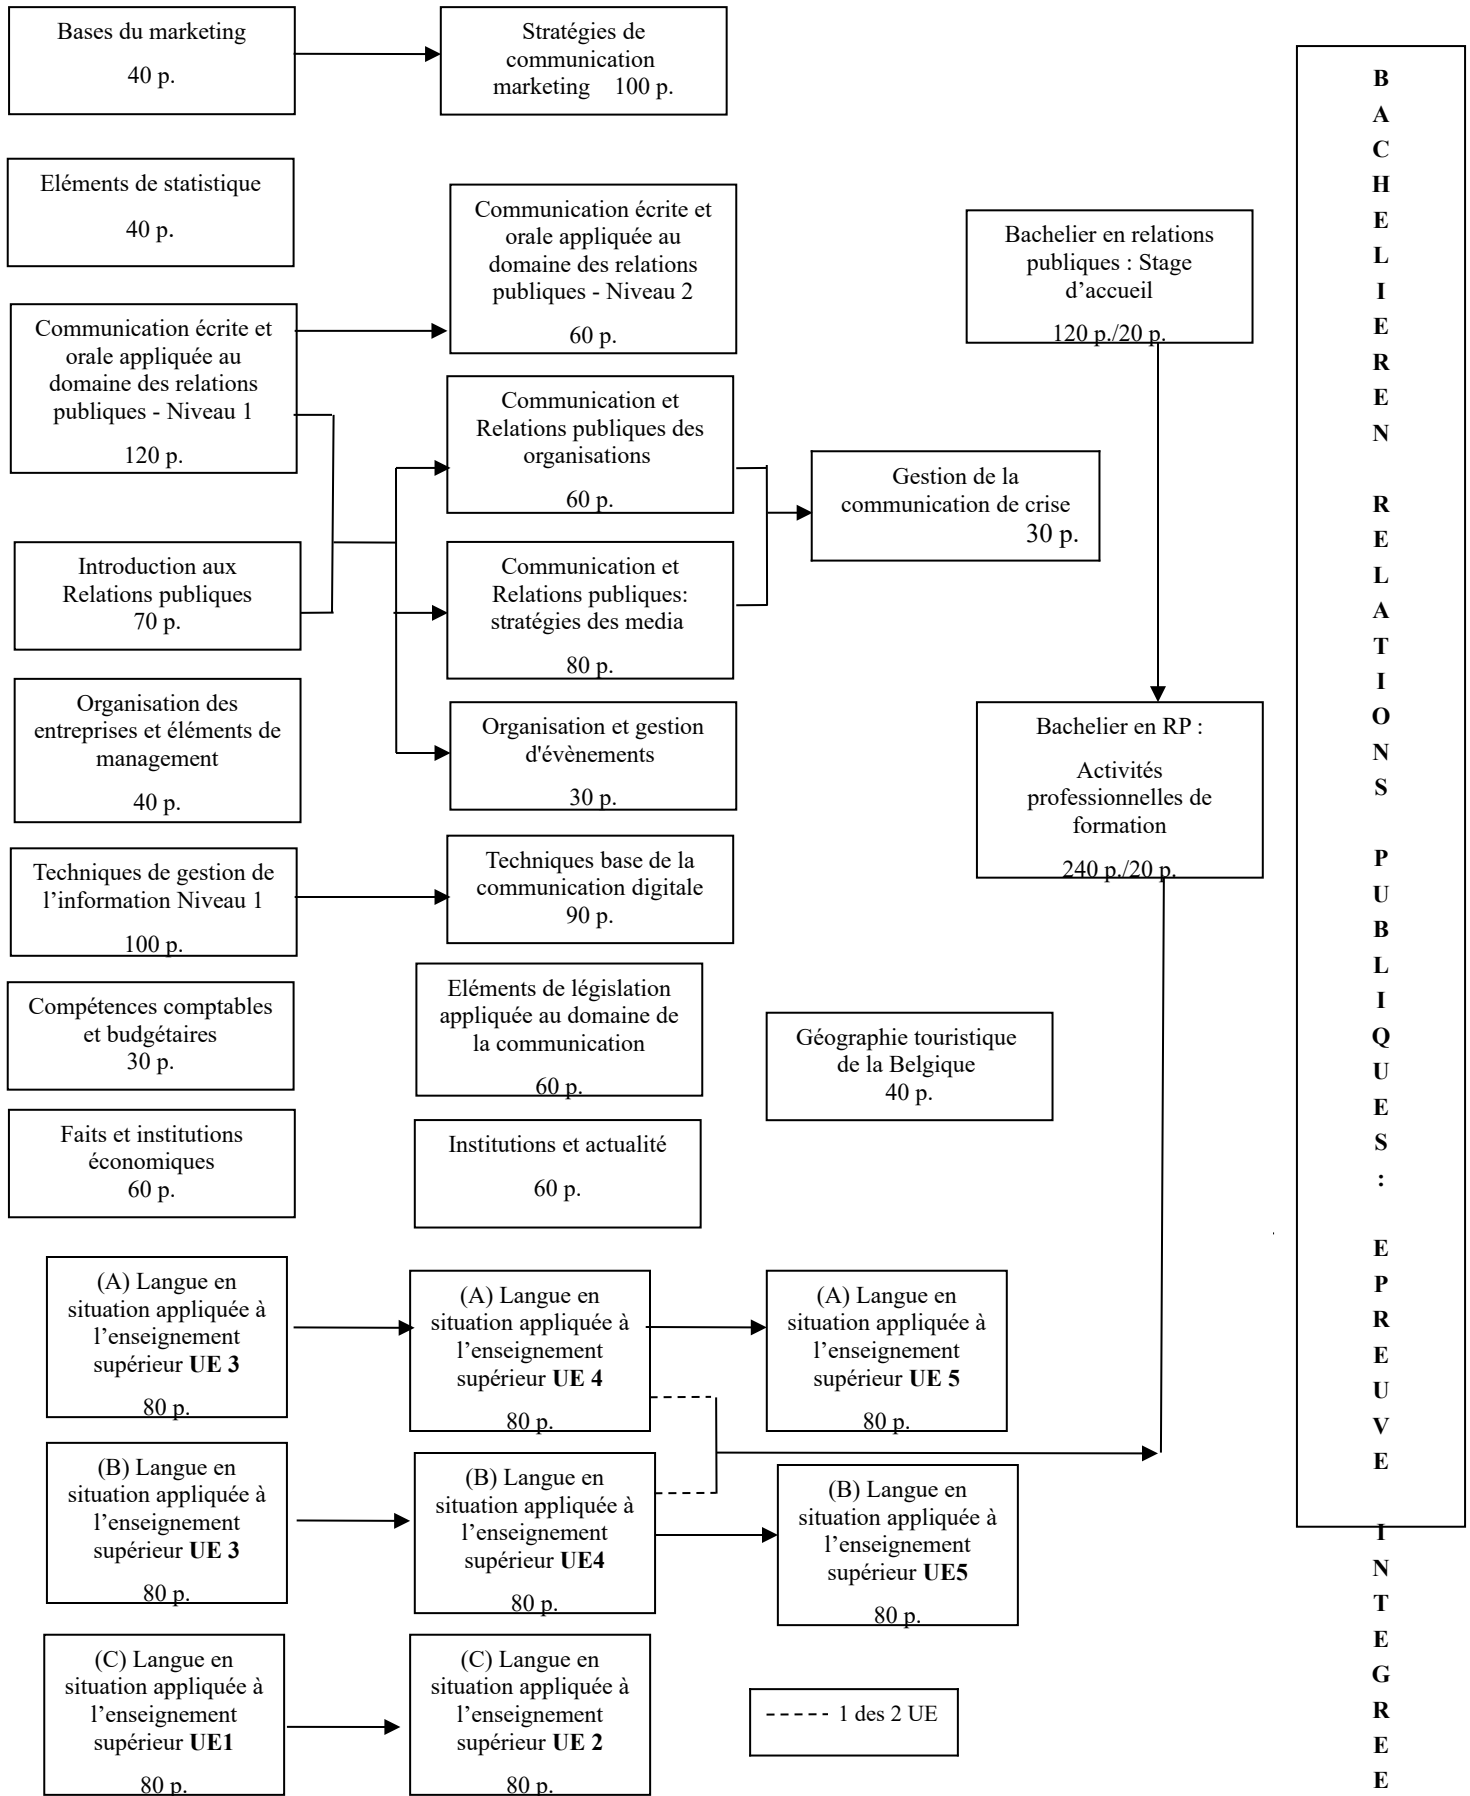 Bases du marketing
40 p.
Stratégies de
communication
marketing 100 p.
Eléments de statistique
40 p.
Communication écrite et
orale appliquée au
domaine des relations
publiques - Niveau 2
60 p.
Bachelier en relations
publiques : Stage
d’accueil
120 p./20 p.
Communication écrite et
orale appliquée au
domaine des relations
publiques - Niveau 1
120 p.
Communication et
Relations publiques des
organisations
60 p.
Gestion de la
communication de crise
30 p.
Introduction aux
Relations publiques
70 p.
Communication et
Relations publiques:
stratégies des media
80 p.
Organisation des
entreprises et éléments de
management
40 p.
Organisation et gestion
d'évènements
30 p.
Bachelier en RP :
Activités
professionnelles de
formation
240 p./20 p.
Techniques de gestion de
l’information Niveau 1
100 p.
Techniques base de la
communication digitale
90 p.
Compétences comptables
et budgétaires
30 p.
Eléments de législation
appliquée au domaine de
la communication
60 p.
Géographie touristique
de la Belgique
40 p.
Faits et institutions
économiques
60 p.
Institutions et actualité
60 p.
(A) Langue en
situation appliquée à
l’enseignement
supérieur UE 3
80 p.
(A) Langue en
situation appliquée à
l’enseignement
supérieur UE 4
80 p.
(A) Langue en
situation appliquée à
l’enseignement
supérieur UE 5
80 p.
(B) Langue en
situation appliquée à
l’enseignement
supérieur UE 3
80 p.
(B) Langue en
situation appliquée à
l’enseignement
supérieur UE4
80 p.
(B) Langue en
situation appliquée à
l’enseignement
supérieur UE5
80 p.
(C) Langue en
situation appliquée à
l’enseignement
supérieur UE1
80 p.
(C) Langue en
situation appliquée à
l’enseignement
supérieur UE 2
80 p.
1 des 2 UE
BACHELIER EN RELATIONS PUBLIQUES : EPREUVE INTEGREE